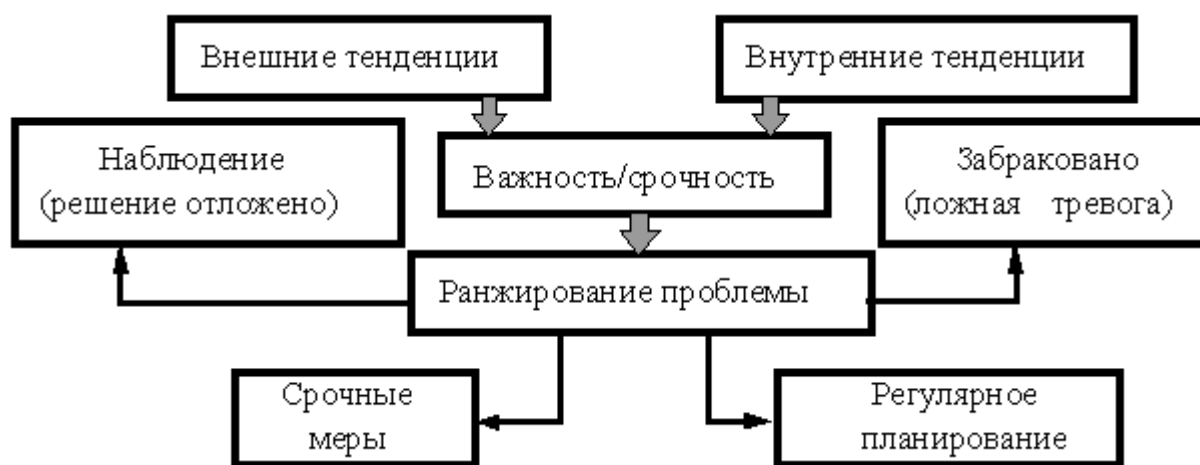 Внешние тенденции
Внутренние тенденции
Наблюдение
(решение отложено)
Важность/срочность
Забраковано
(ложная тревога)
Ранжирование проблемы
Срочные
меры
Регулярное
планирование